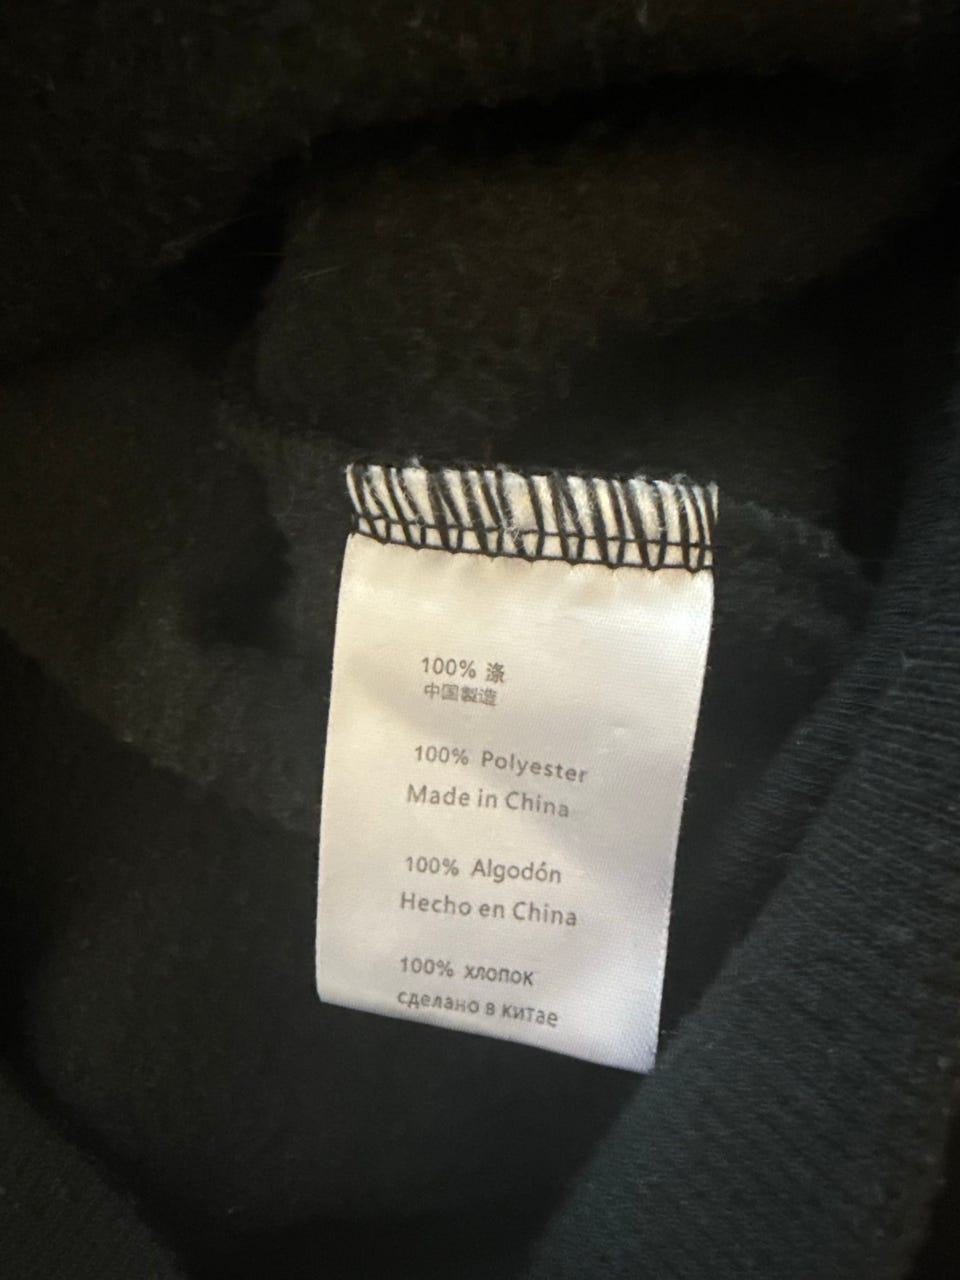 100% 涤
中国製造
100% Polyester
Made in China
100% Algodón
Hecho en China
100% хлопок
сделано в китае